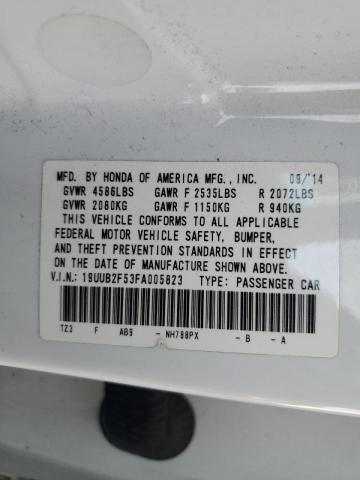 MFD. BY HONDA OF AMERICA MFG., INC. 09/14
GVWR 4586LBS GAWR F 2535LBS R 2072LBS
GVWR 2080KG GAWR F 1150KG R 940KG
THIS VEHICLE CONFORMS TO ALL APPLICABLE
FEDERAL MOTOR VEHICLE SAFETY, BUMPER,
AND THEFT PREVENTION STANDARDS IN EFFECT
ON THE DATE OF MANUFACTURE SHOWN ABOVE.
V.I.N.: 19UUB2F53FA005823 TYPE: PASSENGER CAR
TZ3 F AB9 - NH788PX - B - A